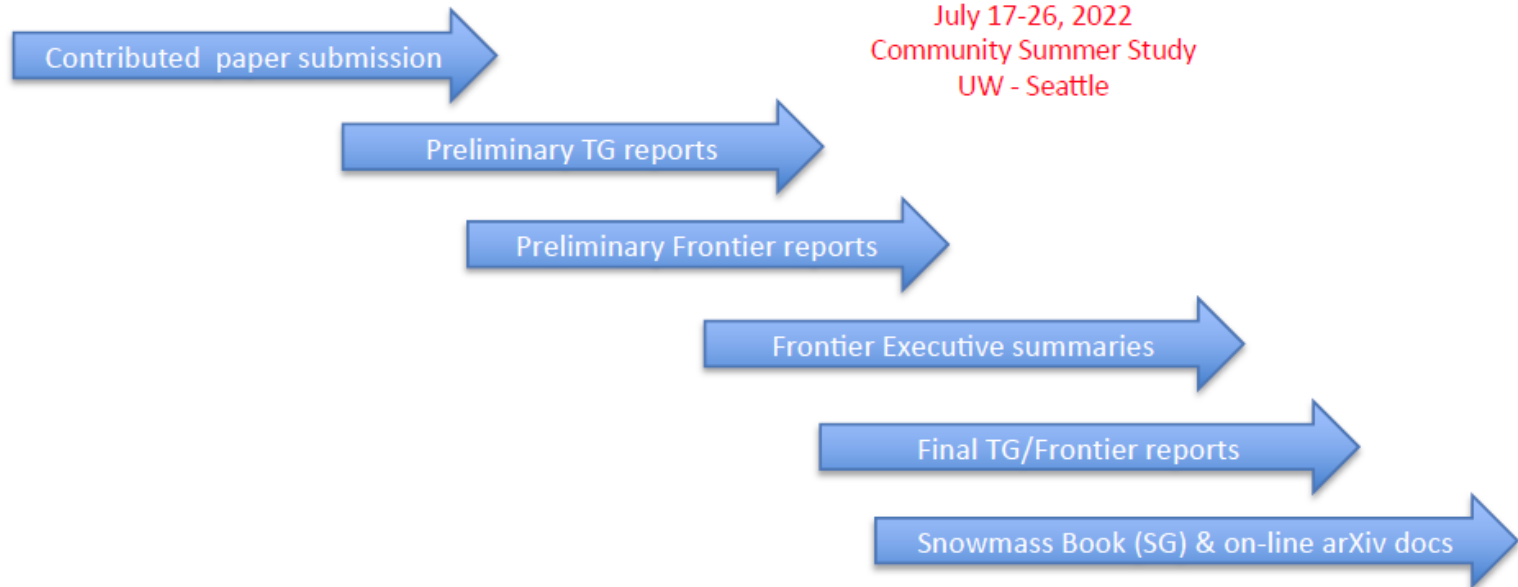 July 17-26, 2022
Community Summer Study
UW - Seattle
Contributed  paper submission
Preliminary TG reports
Preliminary Frontier reports
Frontier Executive summaries
Final TG/Frontier reports
Snowmass Book (SG) & on-line arXiv docs